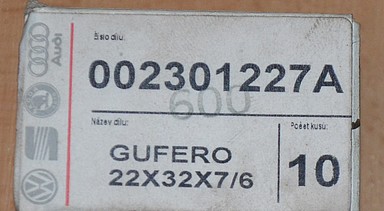 Audi
Číslo dílu:
002301227A
600
Název dílu:
Počet kusů:
GUFERO
22X32X7/6
10